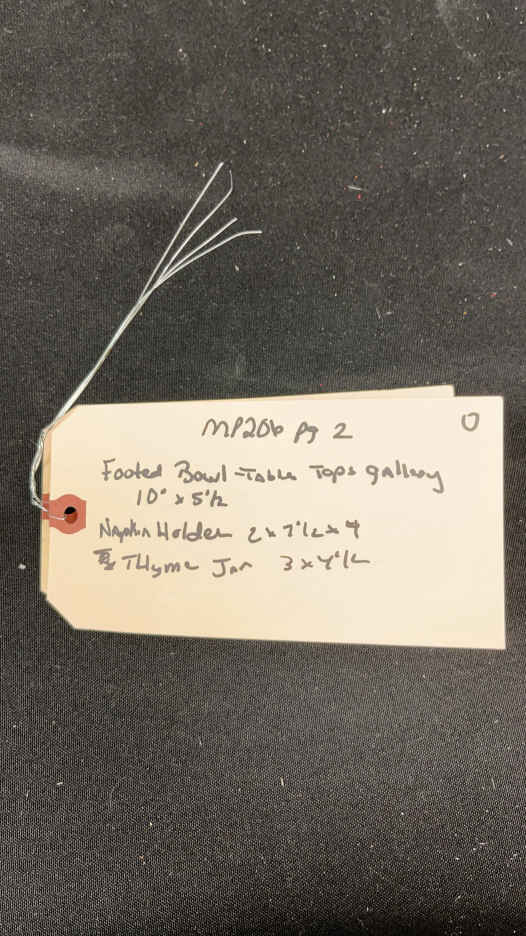 MP206 pg 2
O
Footed Bowl - Table Tops gallery
10" x 5 1/2
Napkin Holder 2 x 7 1/2 x 4
Thyme Jar 3 x 4 1/2